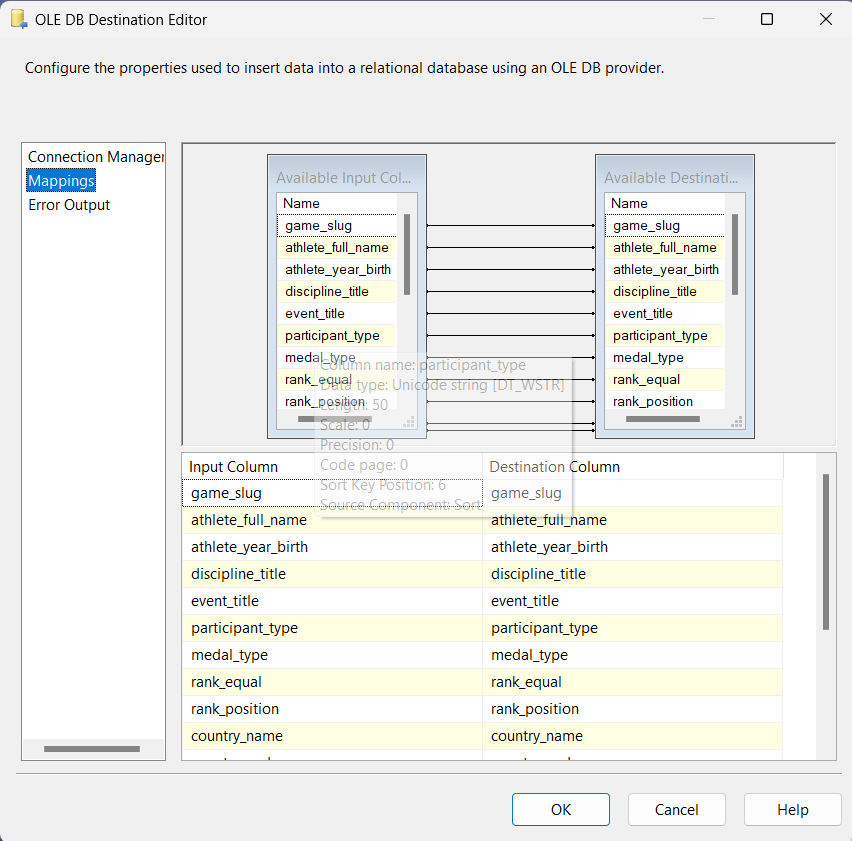 OLE DB Destination Editor
Configure the properties used to insert data into a relational database using an OLE DB provider.
Connection Manager
Mappings
Error Output
Available Input Col...
Name
game_slug
athlete_full_name
athlete_year_birth
discipline_title
event_title
participant_type
medal_type
rank_equal
rank_position
Available Destinati...
Name
game_slug
athlete_full_name
athlete_year_birth
discipline_title
event_title
participant_type
medal_type
rank_equal
rank_position
Column name: participant_type
Data type: Unicode string [DT_WSTR]
Length: 50
Scale: 0
Precision: 0
Code page: 0
Sort Key Position: 6
Source Component: Sort
Input Column Destination Column
game_slug game_slug
athlete_full_name athlete_full_name
athlete_year_birth athlete_year_birth
discipline_title discipline_title
event_title event_title
participant_type participant_type
medal_type medal_type
rank_equal rank_equal
rank_position rank_position
country_name country_name
OK Cancel Help